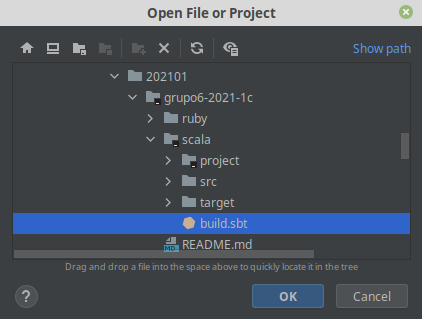 Open File or Project
Show path
202101
grupo6-2021-1c
ruby
scala
project
src
target
build.sbt
MD↓
README.md
Drag and drop a file into the space above to quickly locate it in the tree
?
OK
Cancel